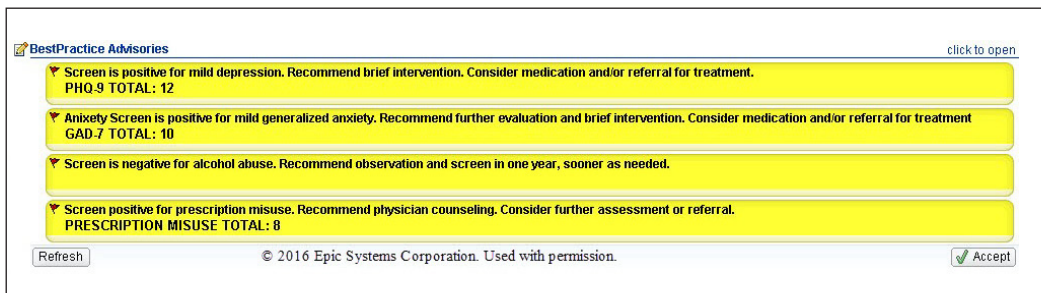 BestPractice Advisories
click to open
Screen is positive for mild depression. Recommend brief intervention. Consider medication and/or referral for treatment.
PHQ-9 TOTAL: 12
Anixety Screen is positive for mild generalized anxiety. Recommend further evaluation and brief intervention. Consider medication and/or referral for treatment
GAD-7 TOTAL: 10
Screen is negative for alcohol abuse. Recommend observation and screen in one year, sooner as needed.
Screen positive for prescription misuse. Recommend physician counseling. Consider further assessment or referral.
PRESCRIPTION MISUSE TOTAL: 8
Refresh
© 2016 Epic Systems Corporation. Used with permission.
Accept